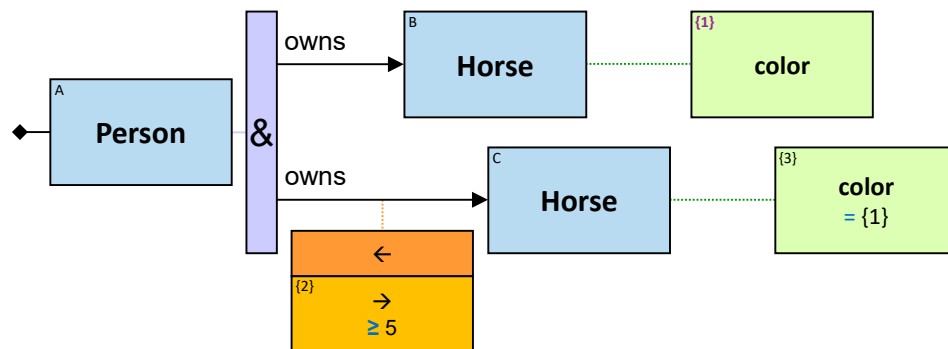 A
Person
&
owns
B
Horse
{1}
color
owns
C
Horse
{3}
color
= {1}
←
{2}
→
≥ 5